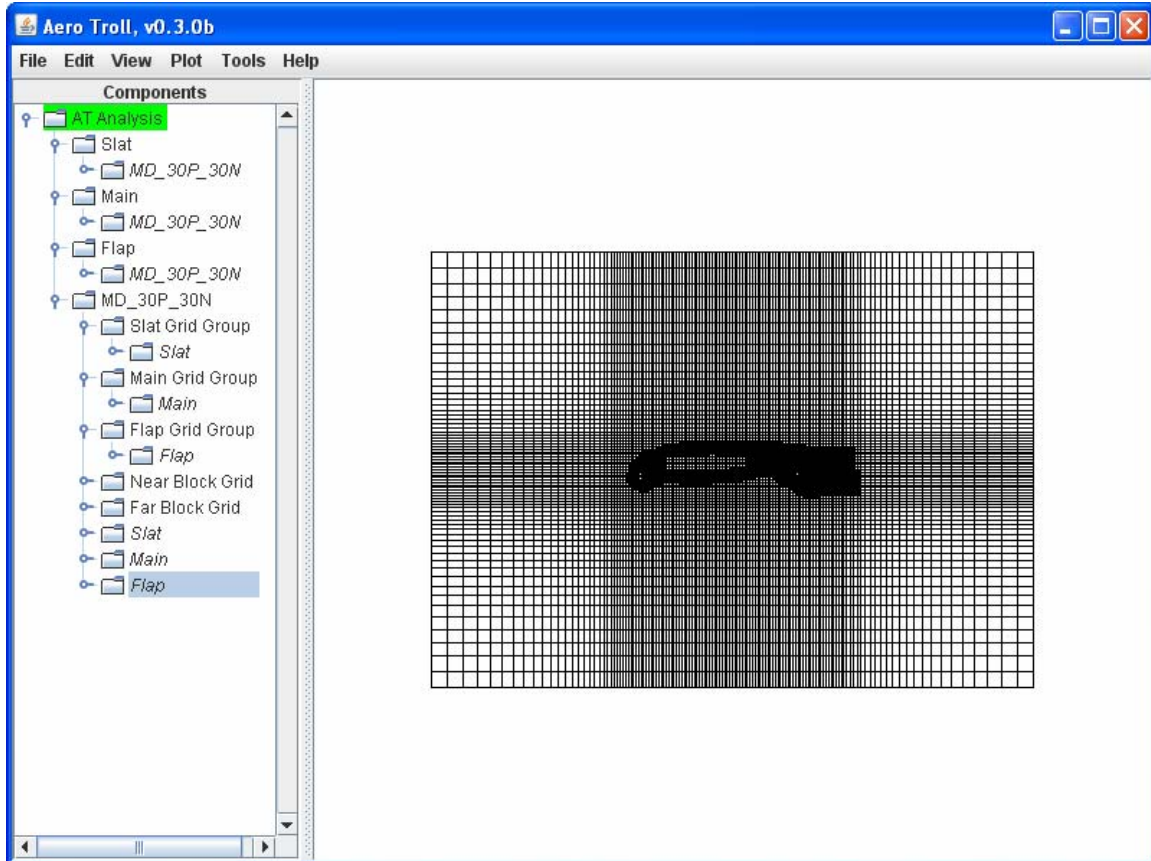 Aero Troll, v0.3.0b
File Edit View Plot Tools Help
Components
AT Analysis
Slat
MD_30P_30N
Main
MD_30P_30N
Flap
MD_30P_30N
MD_30P_30N
Slat Grid Group
Slat
Main Grid Group
Main
Flap Grid Group
Flap
Near Block Grid
Far Block Grid
Slat
Main
Flap